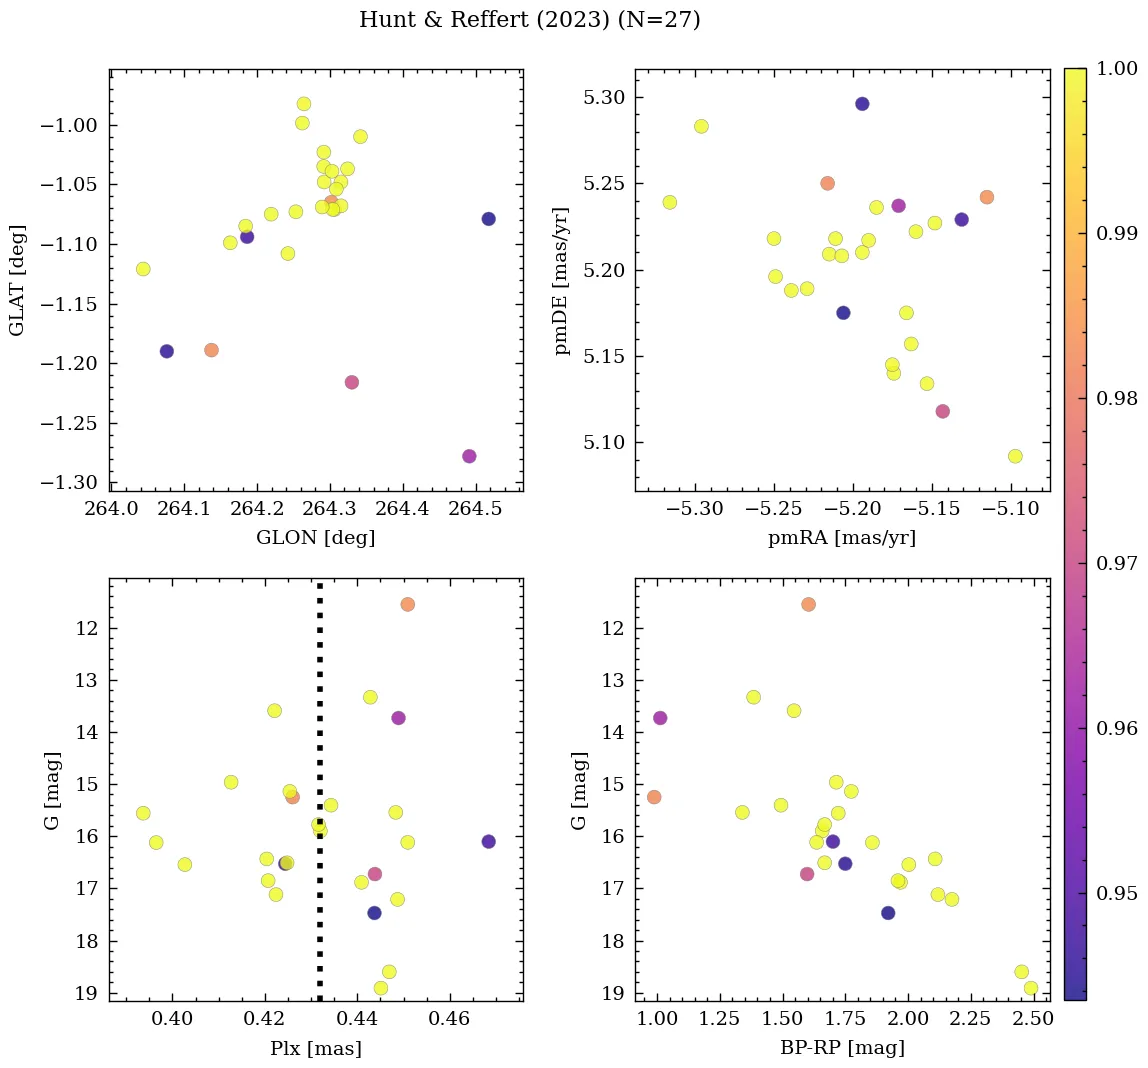 Hunt & Reffert (2023) (N=27)
−1.00
−1.05
−1.10
−1.15
−1.20
−1.25
−1.30
GLAT [deg]
264.0 264.1 264.2 264.3 264.4 264.5
GLON [deg]
5.30
5.25
5.20
5.15
5.10
pmDE [mas/yr]
−5.30 −5.25 −5.20 −5.15 −5.10
pmRA [mas/yr]
12
13
14
15
16
17
18
19
G [mag]
0.40 0.42 0.44 0.46
Plx [mas]
12
13
14
15
16
17
18
19
G [mag]
1.00 1.25 1.50 1.75 2.00 2.25 2.50
BP-RP [mag]
1.00
0.99
0.98
0.97
0.96
0.95